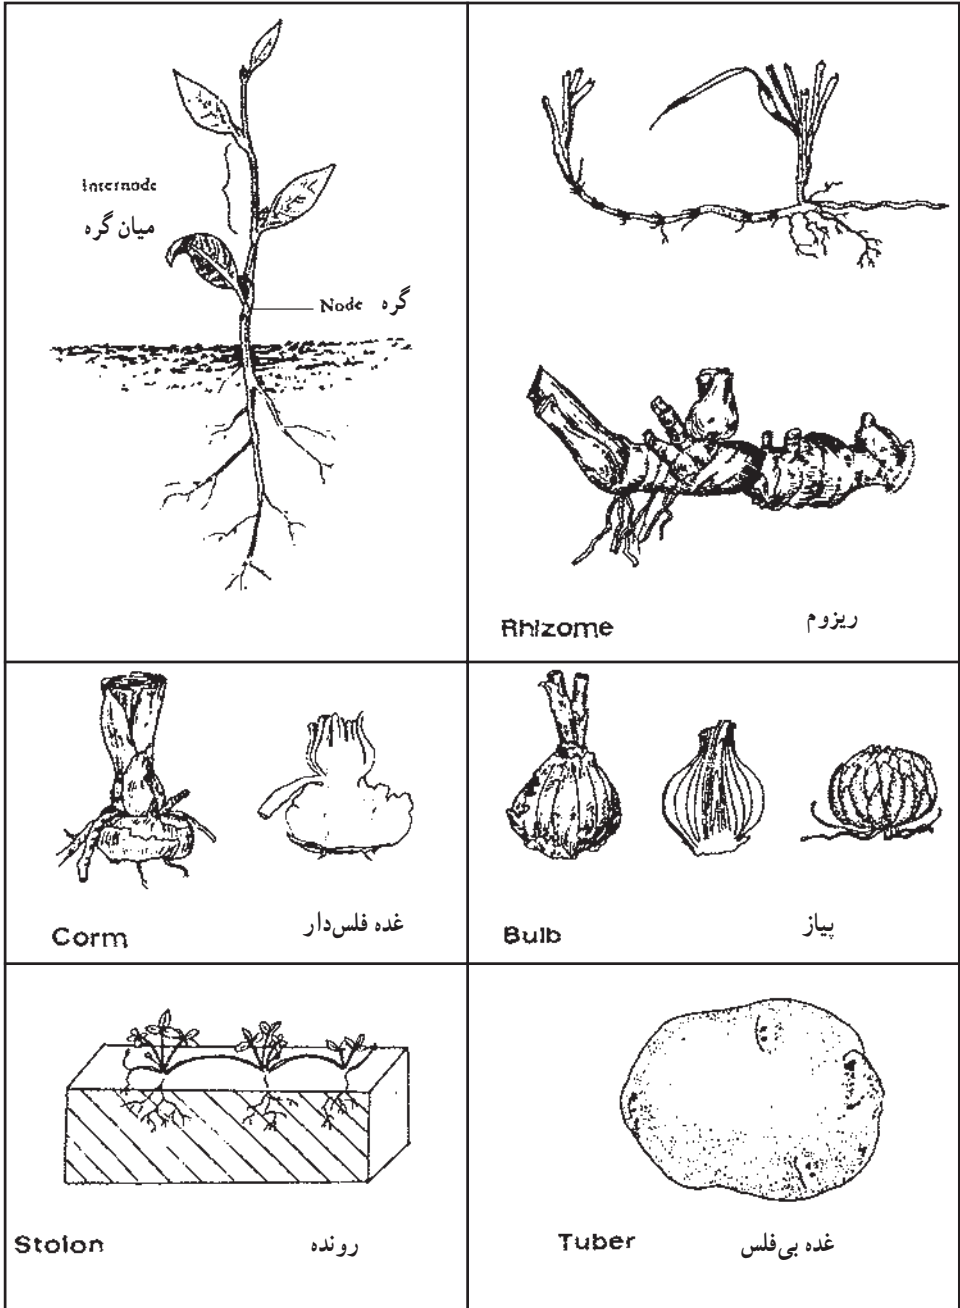 Internode
میان گره
Node گره
Rhizome ریزوم
Corm غده فلس‌دار
Bulb پیاز
Stolon رونده
Tuber غده بی‌فلس